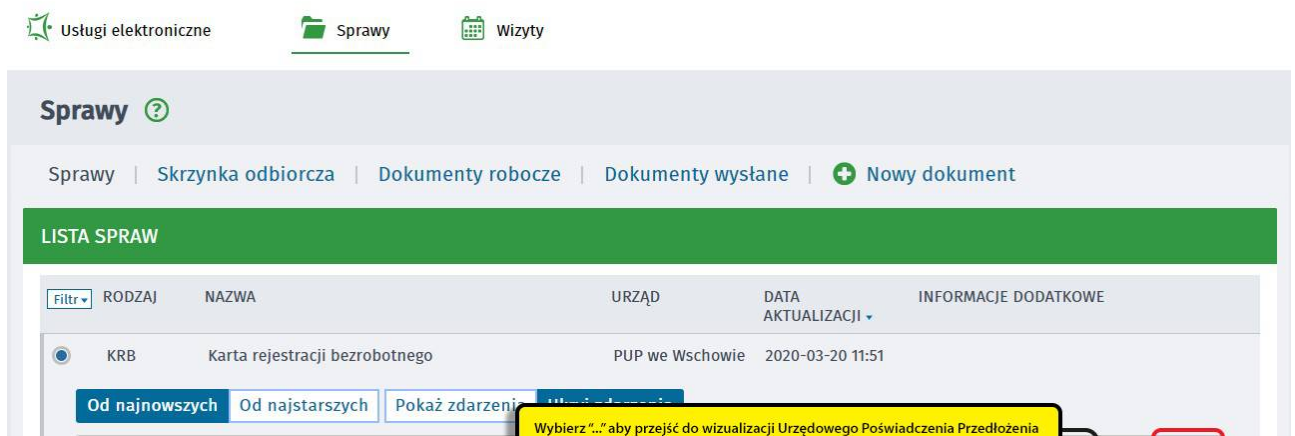 Usługi elektroniczne Sprawy Wizyty
Sprawy ?
Sprawy | Skrzynka odbiorcza | Dokumenty robocze | Dokumenty wysłane | Nowy dokument
LISTA SPRAW
Filtr RODZAJ NAZWA URZĄD DATA AKTUALIZACJI INFORMACJE DODATKOWE
KRB Karta rejestracji bezrobotnego PUP we Wschowie 2020-03-20 11:51
Od najnowszych Od najstarszych Pokaż zdarzenia
Wybierz "..." aby przejść do wizualizacji Urzędowego Poświadczenia Przedłożenia